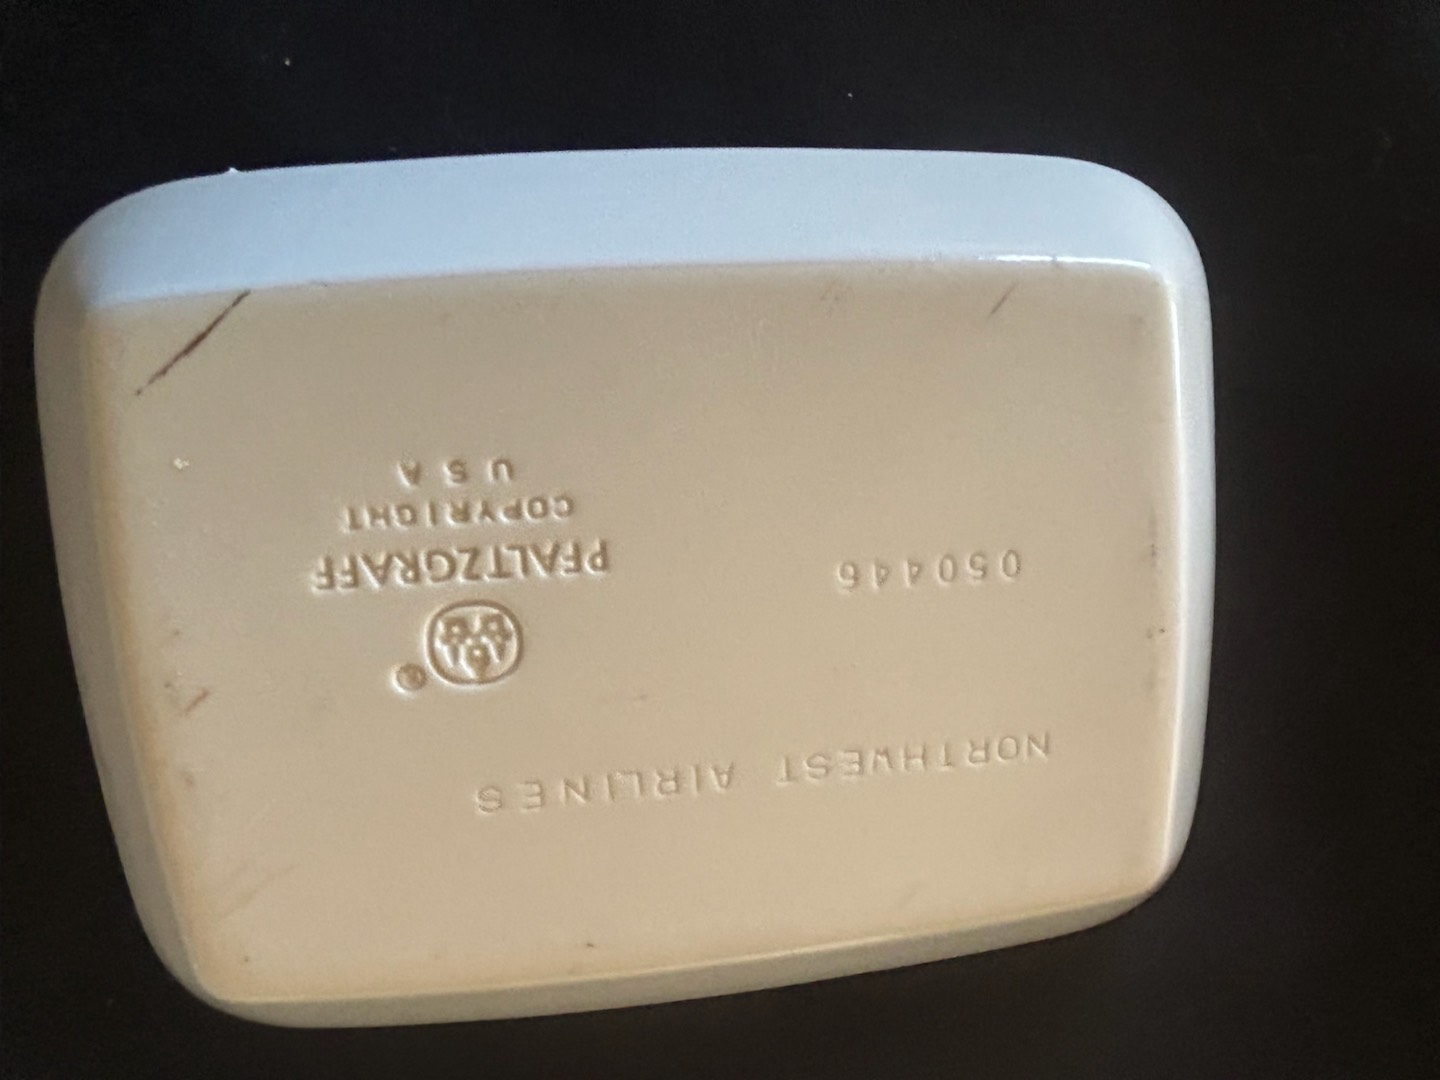 NORTHWEST AIRLINES
®
PFALTZGRAFF
COPYRIGHT
USA
050446